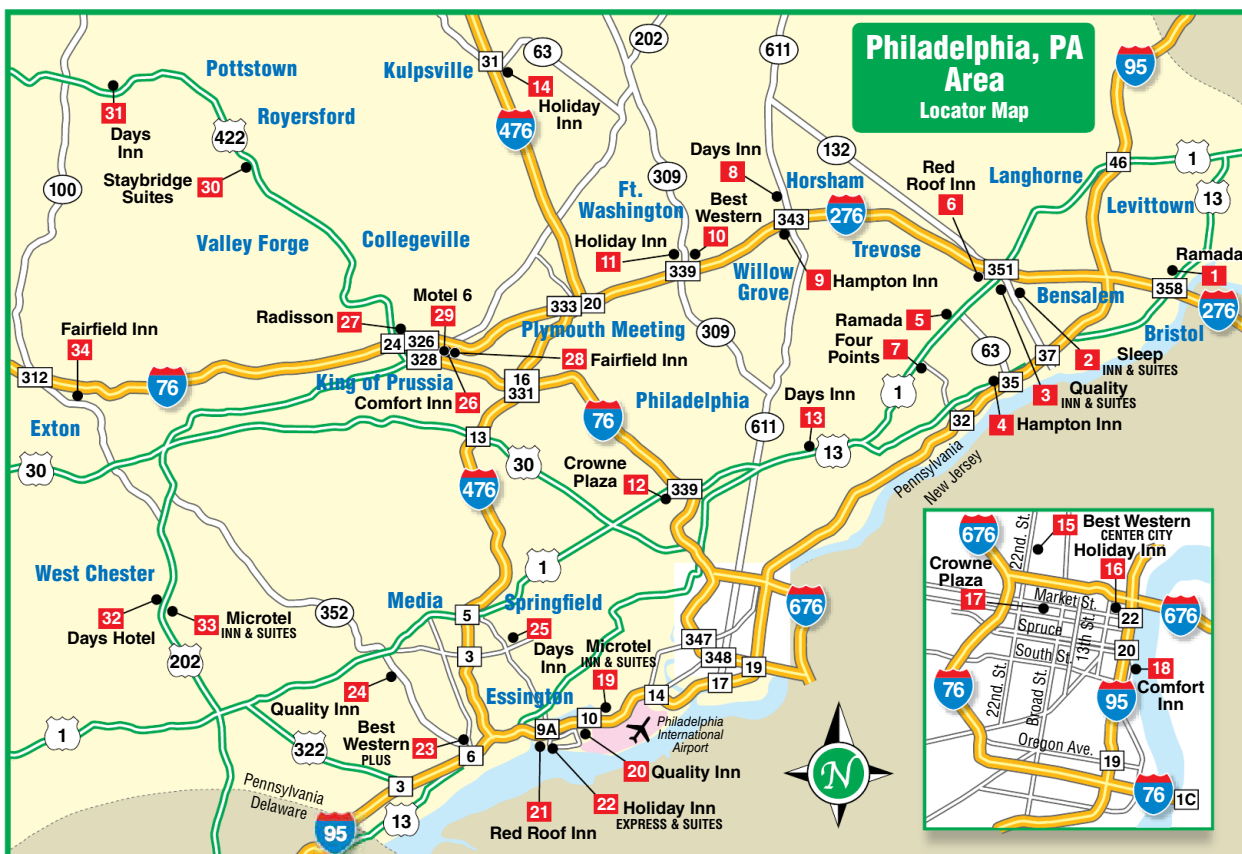 Philadelphia, PA
Area
Locator Map
Pottstown
31
Days
Inn
Royersford
422
Staybridge
Suites
30
100
Valley Forge
Collegeville
Kulpsville
31
63
14
Holiday
Inn
476
202
611
309
Ft.
Washington
Best
Western
10
Holiday Inn
11
339
Days Inn
8
Horsham
132
343
276
Willow
Grove
9
Hampton Inn
Trevose
Red
Roof Inn
6
Langhorne
95
46
1
13
Levittown
Ramada
1
351
358
Bensalem
276
Bristol
Motel 6
29
Radisson
27
24
326
328
333
20
Plymouth Meeting
28
Fairfield Inn
309
Ramada
5
Four
Points
7
63
37
2
Sleep
INN & SUITES
3
Quality
INN & SUITES
35
4
Hampton Inn
32
1
Fairfield Inn
34
312
76
King of Prussia
Comfort Inn
26
16
331
76
Philadelphia
Days Inn
13
611
13
Exton
30
13
30
476
Crowne
Plaza
12
339
Pennsylvania
New Jersey
West Chester
32
Days Hotel
33
Microtel
INN & SUITES
202
352
Media
5
1
Springfield
3
25
Days
Inn
Microtel
INN & SUITES
19
676
347
348
19
17
14
Essington
10
9A
Philadelphia
International
Airport
24
Quality Inn
Best
Western
PLUS
23
6
20
Quality Inn
21
Red Roof Inn
22
Holiday Inn
EXPRESS & SUITES
1
322
3
13
95
Pennsylvania
Delaware
N
676
22nd. St.
15
Best Western
CENTER CITY
Holiday Inn
16
Crowne
Plaza
17
Market St.
22
676
Spruce
13th St.
20
South St.
18
Comfort
Inn
76
22nd. St.
Broad St.
95
Oregon Ave.
19
76
1C